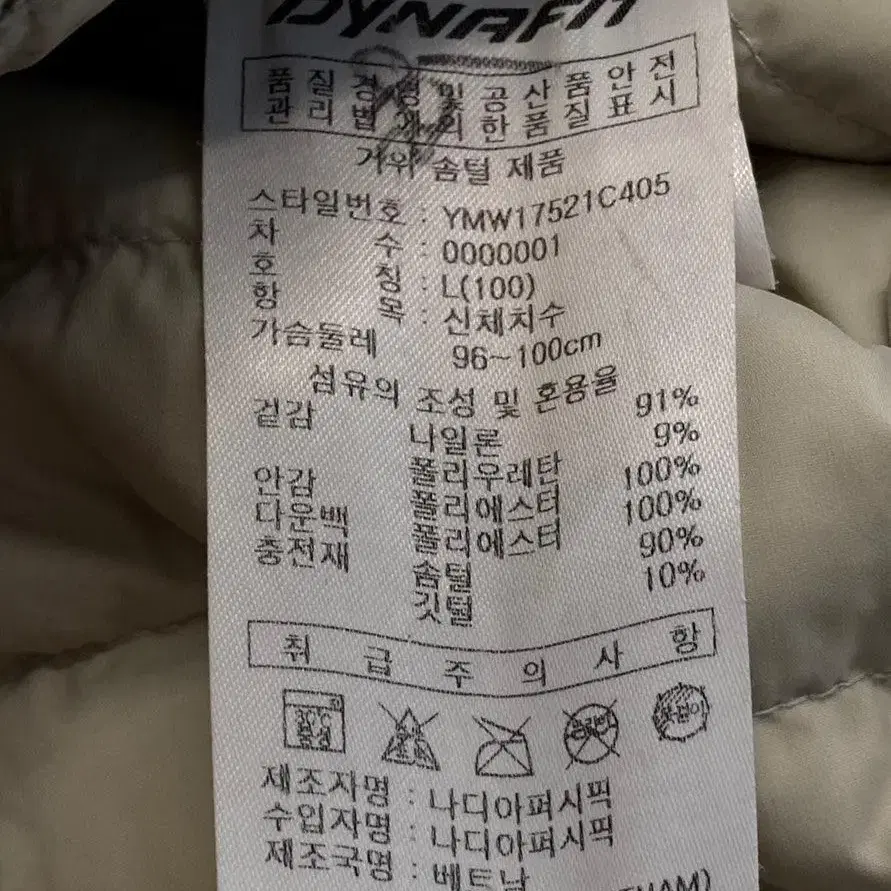 DYNAFIT
품질경영 및 공산품안전
관리법에의한품질표시
거위 솜털 제품
스타일번호 : YMW17521C405
차 수 : 0000001
호 칭 : L(100)
항 목 : 신체치수
가슴둘레 96~100cm
섬유의 조성 및 혼용율
겉감 나일론 91%
폴리우레탄 9%
안감 폴리에스터 100%
다운백 폴리에스터 100%
충전재 솜털 90%
깃털 10%
취급주의사항
30℃
중성
옷걸이
제조자명 : 나디아퍼시픽
수입자명 : 나디아퍼시픽
제조국명 : 베트남